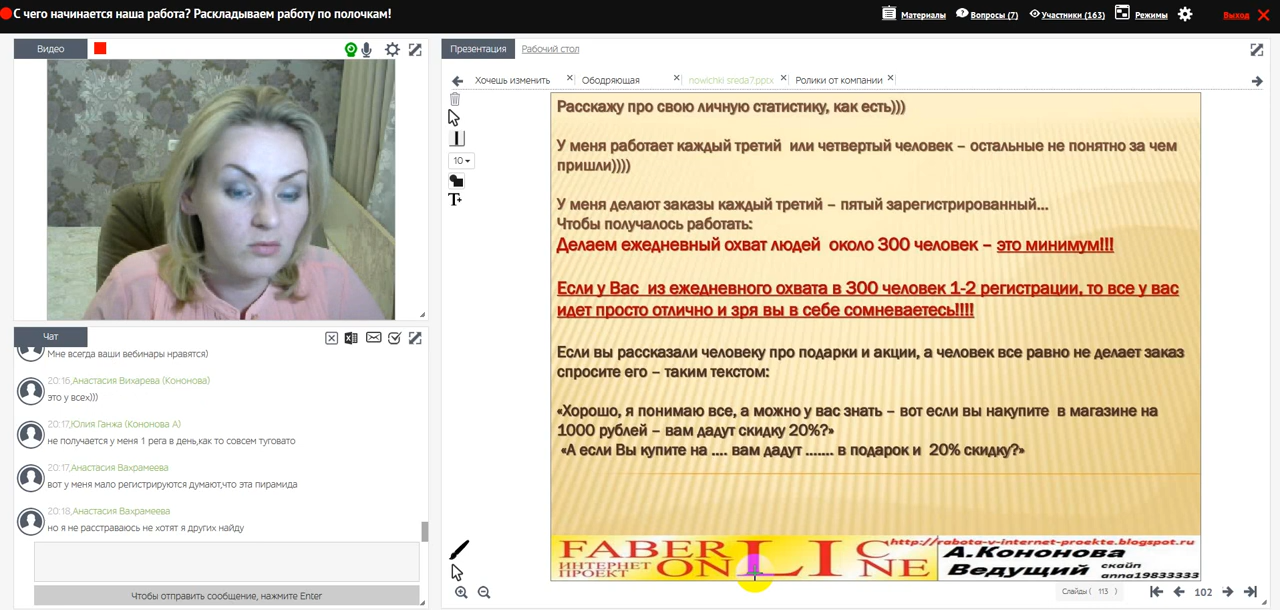 С чего начинается наша работа? Раскладываем работу по полочкам!
Материалы
Вопросы (7)
Участники (163)
Режимы
Выход
Видео
Презентация
Рабочий стол
Хочешь изменить
Ободряющая
nowichki sreda7.pptx
Ролики от компании
10
Расскажу про свою личную статистику, как есть)))
У меня работает каждый третий или четвертый человек – остальные не понятно за чем
пришли))))
У меня делают заказы каждый третий – пятый зарегистрированный...
Чтобы получалось работать:
Делаем ежедневный охват людей около 300 человек – это минимум!!!
Если у Вас из ежедневного охвата в 300 человек 1-2 регистрации, то все у вас
идет просто отлично и зря вы в себе сомневаетесь!!!!
Если вы рассказали человеку про подарки и акции, а человек все равно не делает заказ
спросите его – таким текстом:
«Хорошо, я понимаю все, а можно у вас знать – вот если вы накупите в магазине на
1000 рублей – вам дадут скидку 20%?»
«А если Вы купите на .... вам дадут ....... в подарок и 20% скидку?»
FABERLIC
ИНТЕРНЕТ
ПРОЕКТ
ONLINE
http://rabota-v-internet-proekte.blogspot.ru
А.Кононова
Ведущий
скайп
anna19833333
Слайды ( 113 )
102
Чат
Мне всегда ваши вебинары нравятся)
20:16,Анастасия Вихарева (Кононова)
это у всех)))
20:17,Юлия Ганжа (Кононова А)
не получается у меня 1 рега в день,как то совсем туговато
20:17,Анастасия Вахрамеева
вот у меня мало регистрируются думают,что эта пирамида
20:18,Анастасия Вахрамеева
но я не расстраваюсь не хотят я других найду
Чтобы отправить сообщение, нажмите Enter